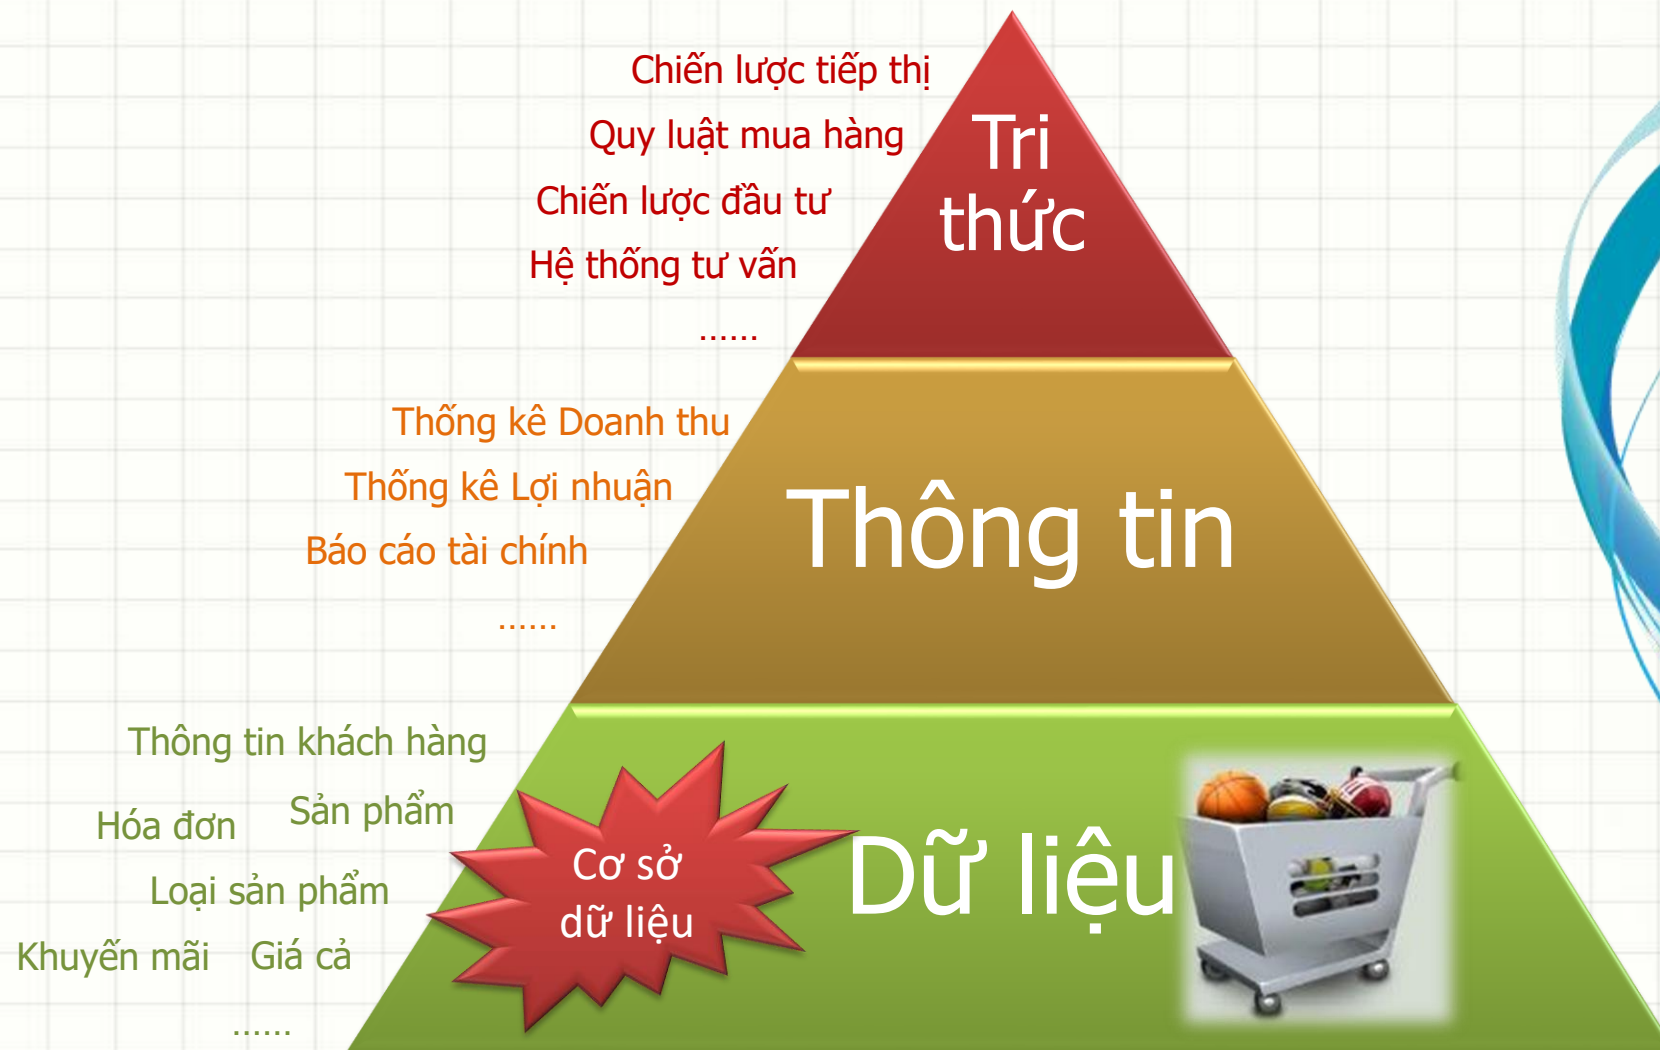 Chiến lược tiếp thị
Quy luật mua hàng
Chiến lược đầu tư
Hệ thống tư vấn
......
Tri
thức
Thống kê Doanh thu
Thống kê Lợi nhuận
Báo cáo tài chính
......
Thông tin
Thông tin khách hàng
Hóa đơn Sản phẩm
Loại sản phẩm
Khuyến mãi Giá cả
......
Cơ sở
dữ liệu
Dữ liệu